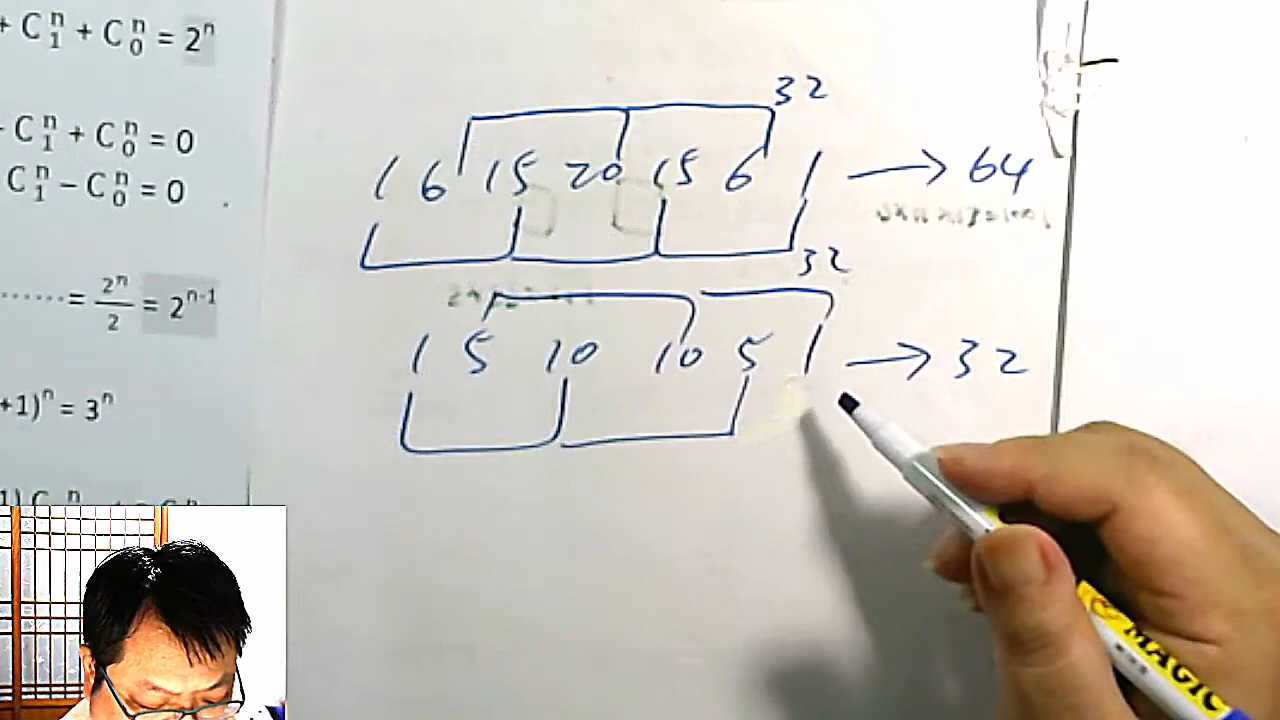 + C₁ⁿ + C₀ⁿ = 2ⁿ
- C₁ⁿ + C₀ⁿ = 0
C₁ⁿ - C₀ⁿ = 0
⋯⋯ = 2ⁿ/2 = 2ⁿ⁻¹
+1)ⁿ = 3ⁿ
32
1 6 15 20 15 6 1 → 64
32
1 5 10 10 5 1 → 32
MAGIC